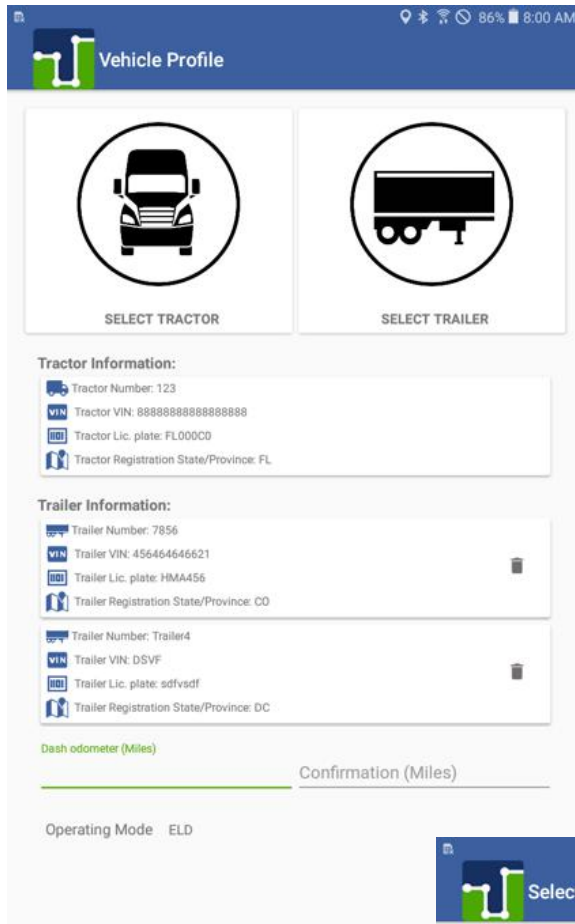 86% 8:00 AM
Vehicle Profile
SELECT TRACTOR
SELECT TRAILER
Tractor Information:
Tractor Number: 123
VIN Tractor VIN: 88888888888888888
Tractor Lic. plate: FL000C0
Tractor Registration State/Province: FL
Trailer Information:
Trailer Number: 7856
VIN Trailer VIN: 456464646621
Trailer Lic. plate: HMA456
Trailer Registration State/Province: CO
Trailer Number: Trailer4
VIN Trailer VIN: DSVF
Trailer Lic. plate: sdfvsdf
Trailer Registration State/Province: DC
Dash odometer (Miles)
Confirmation (Miles)
Operating Mode ELD
Selec